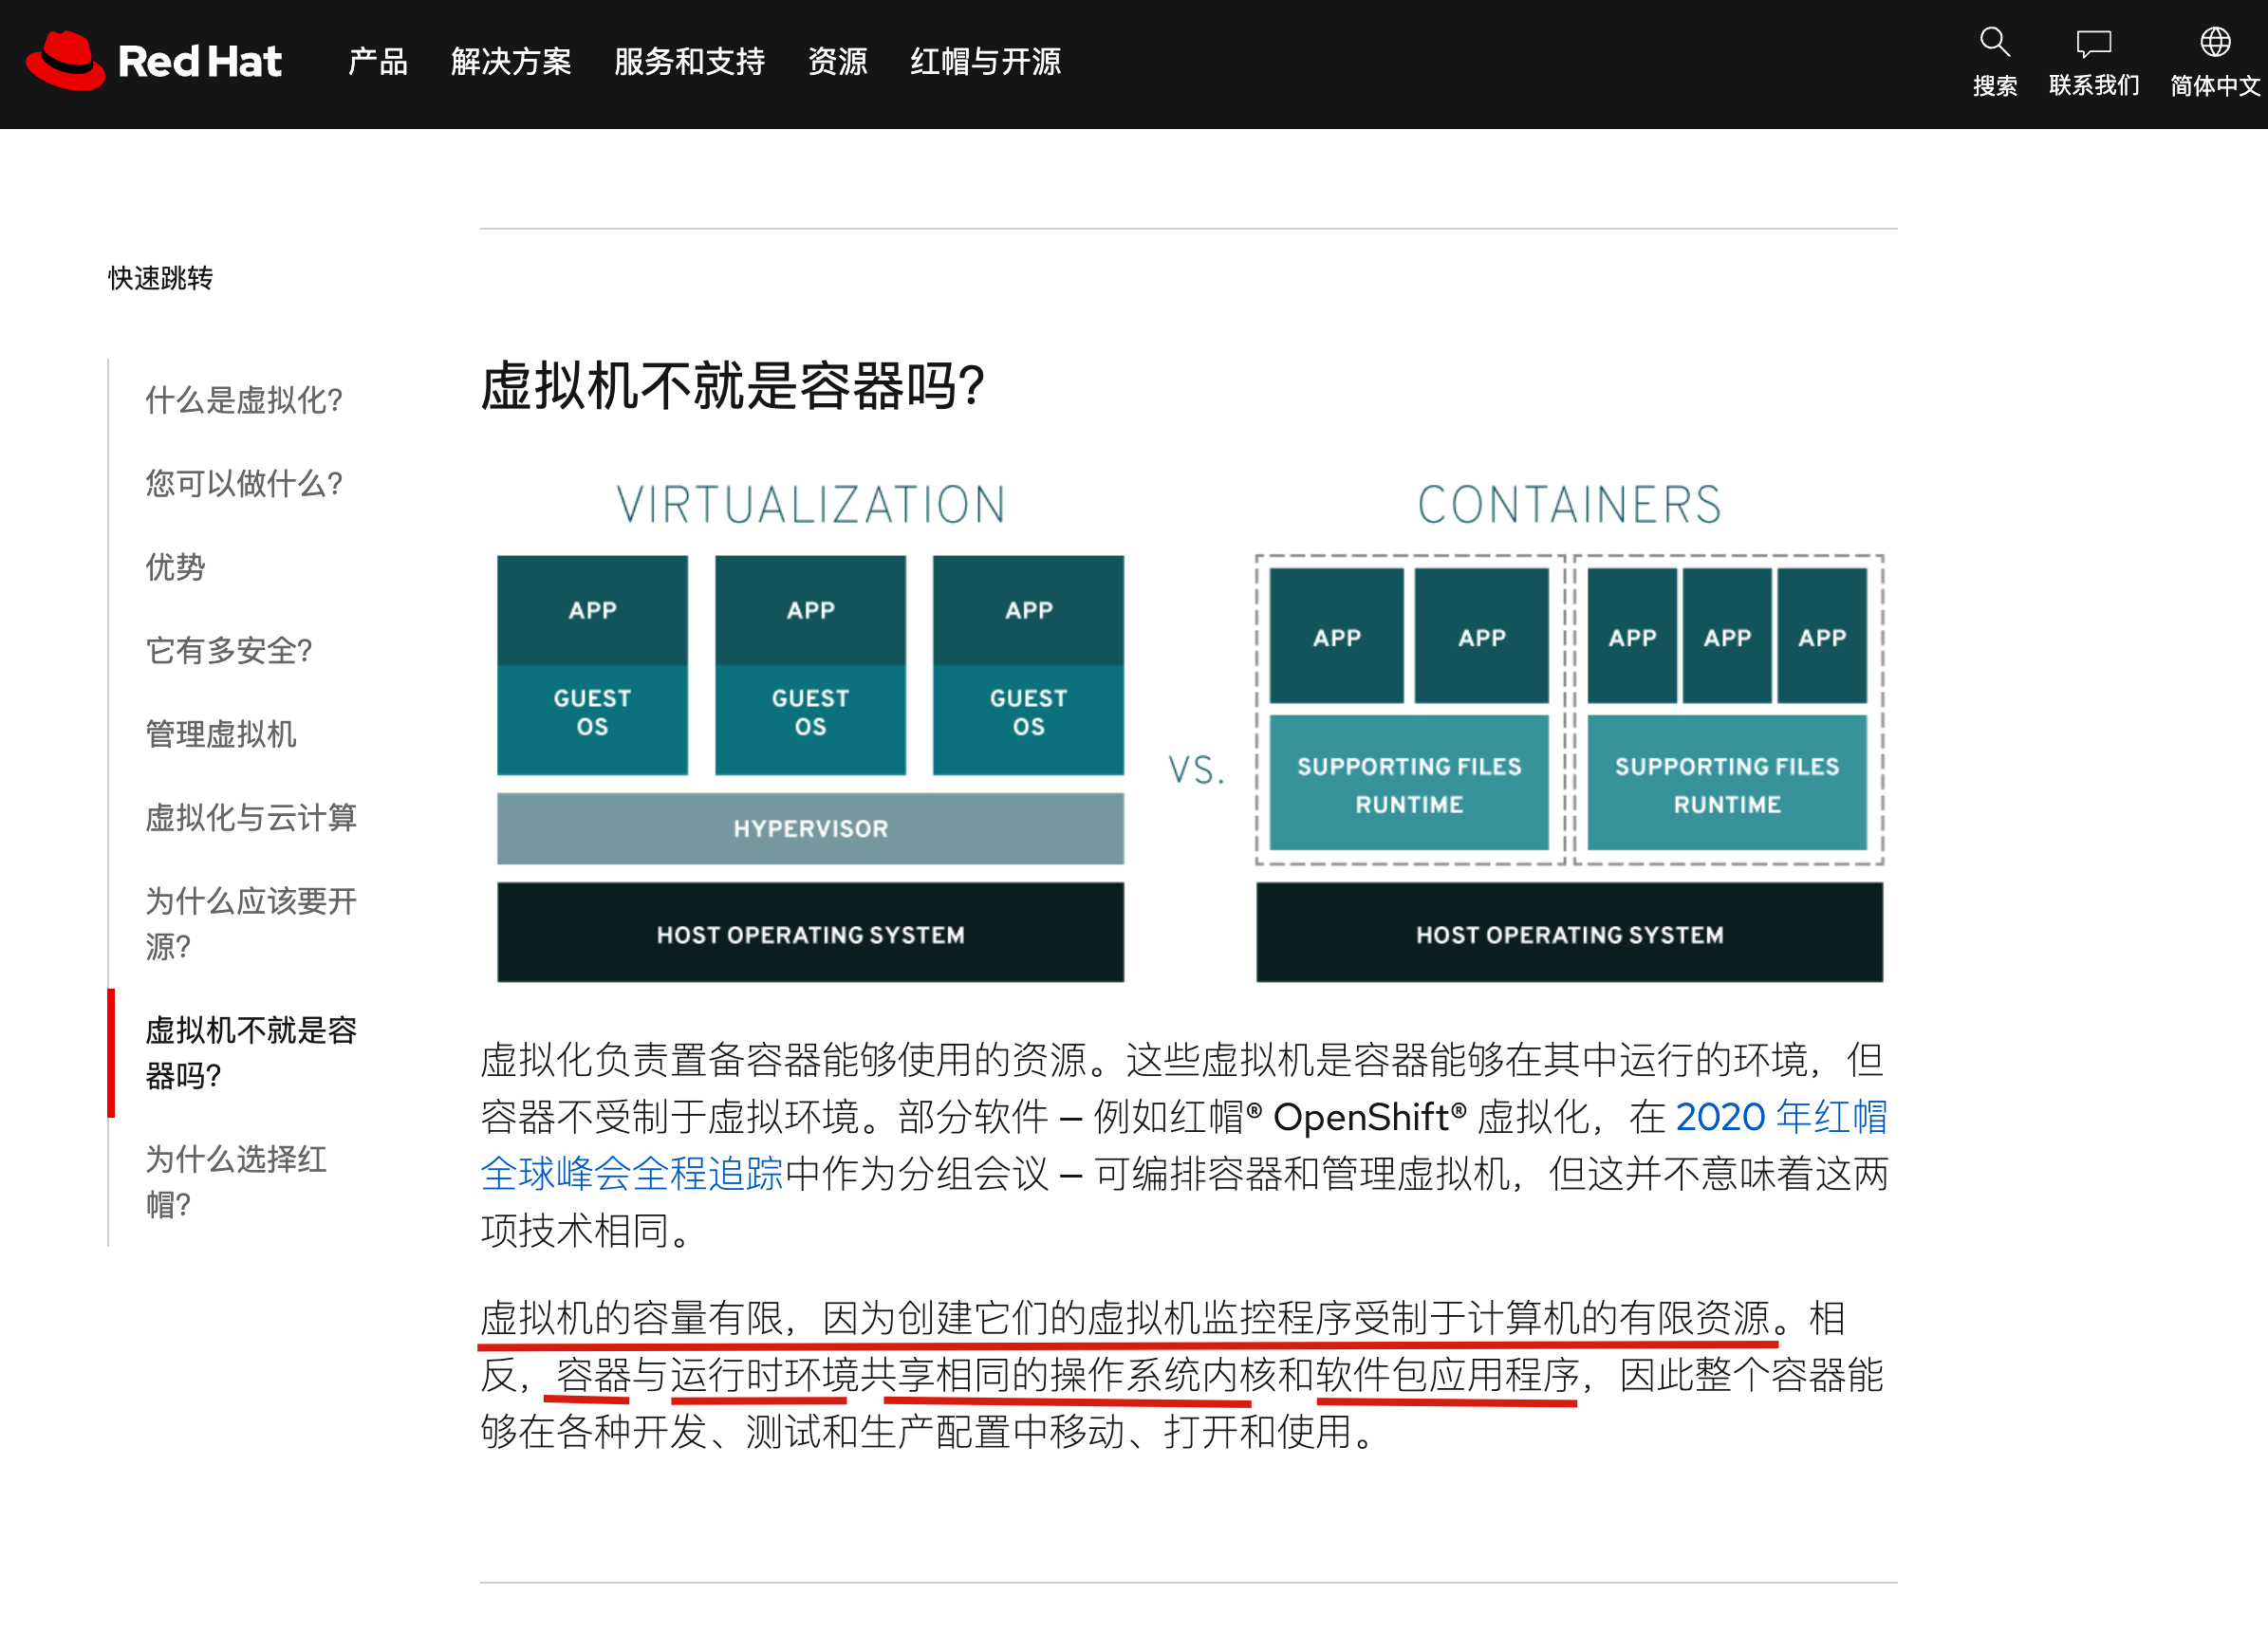 Red Hat 产品 解决方案 服务和支持 资源 红帽与开源 搜索 联系我们 简体中文
快速跳转
什么是虚拟化？
您可以做什么？
优势
它有多安全？
管理虚拟机
虚拟化与云计算
为什么应该要开
源？
虚拟机不就是容
器吗？
为什么选择红
帽？
虚拟机不就是容器吗？
VIRTUALIZATION
APP APP APP
GUEST GUEST GUEST
OS OS OS
HYPERVISOR
HOST OPERATING SYSTEM
VS.
CONTAINERS
APP APP APP APP APP
SUPPORTING FILES SUPPORTING FILES
RUNTIME RUNTIME
HOST OPERATING SYSTEM
虚拟化负责置备容器能够使用的资源。这些虚拟机是容器能够在其中运行的环境，但
容器不受制于虚拟环境。部分软件 – 例如红帽® OpenShift® 虚拟化，在 2020 年红帽
全球峰会全程追踪中作为分组会议 – 可编排容器和管理虚拟机，但这并不意味着这两
项技术相同。
虚拟机的容量有限，因为创建它们的虚拟机监控程序受制于计算机的有限资源。相
反，容器与运行时环境共享相同的操作系统内核和软件包应用程序，因此整个容器能
够在各种开发、测试和生产配置中移动、打开和使用。